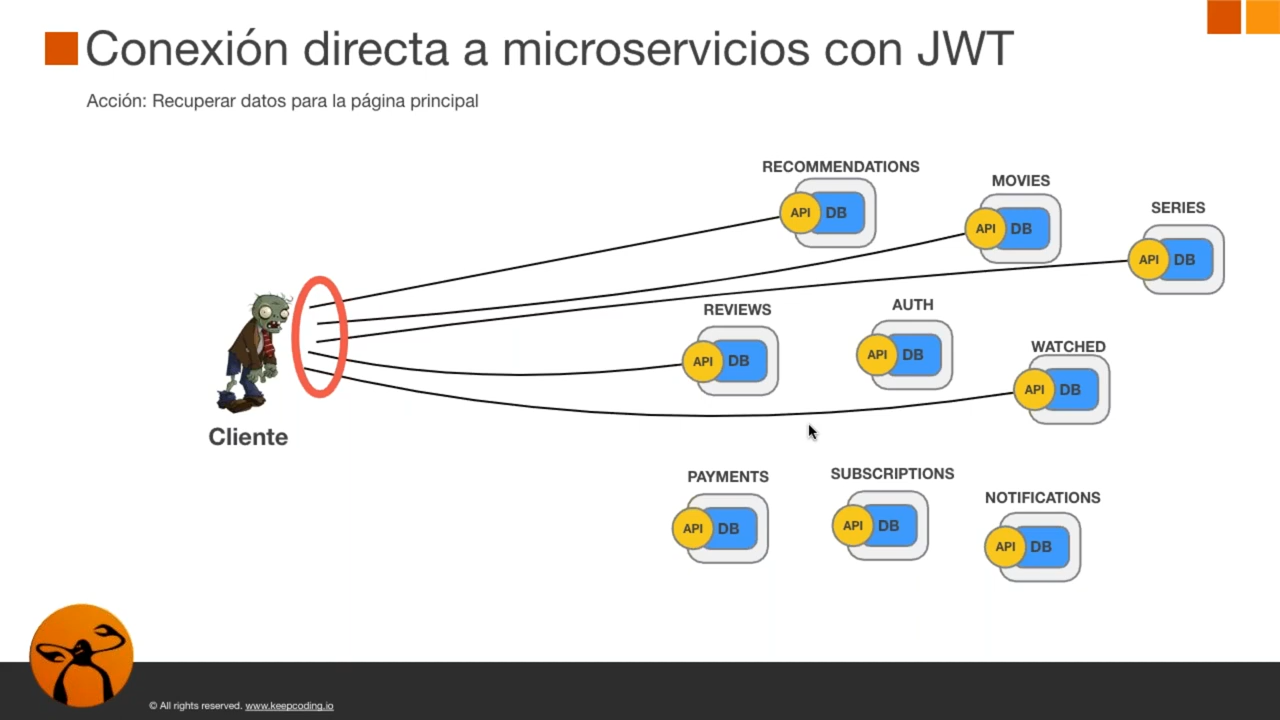 Conexión directa a microservicios con JWT
Acción: Recuperar datos para la página principal
RECOMMENDATIONS
API DB
MOVIES
API DB
SERIES
API DB
REVIEWS
API DB
AUTH
API DB
WATCHED
API DB
Cliente
PAYMENTS
API DB
SUBSCRIPTIONS
API DB
NOTIFICATIONS
API DB
© All rights reserved. www.keepcoding.io